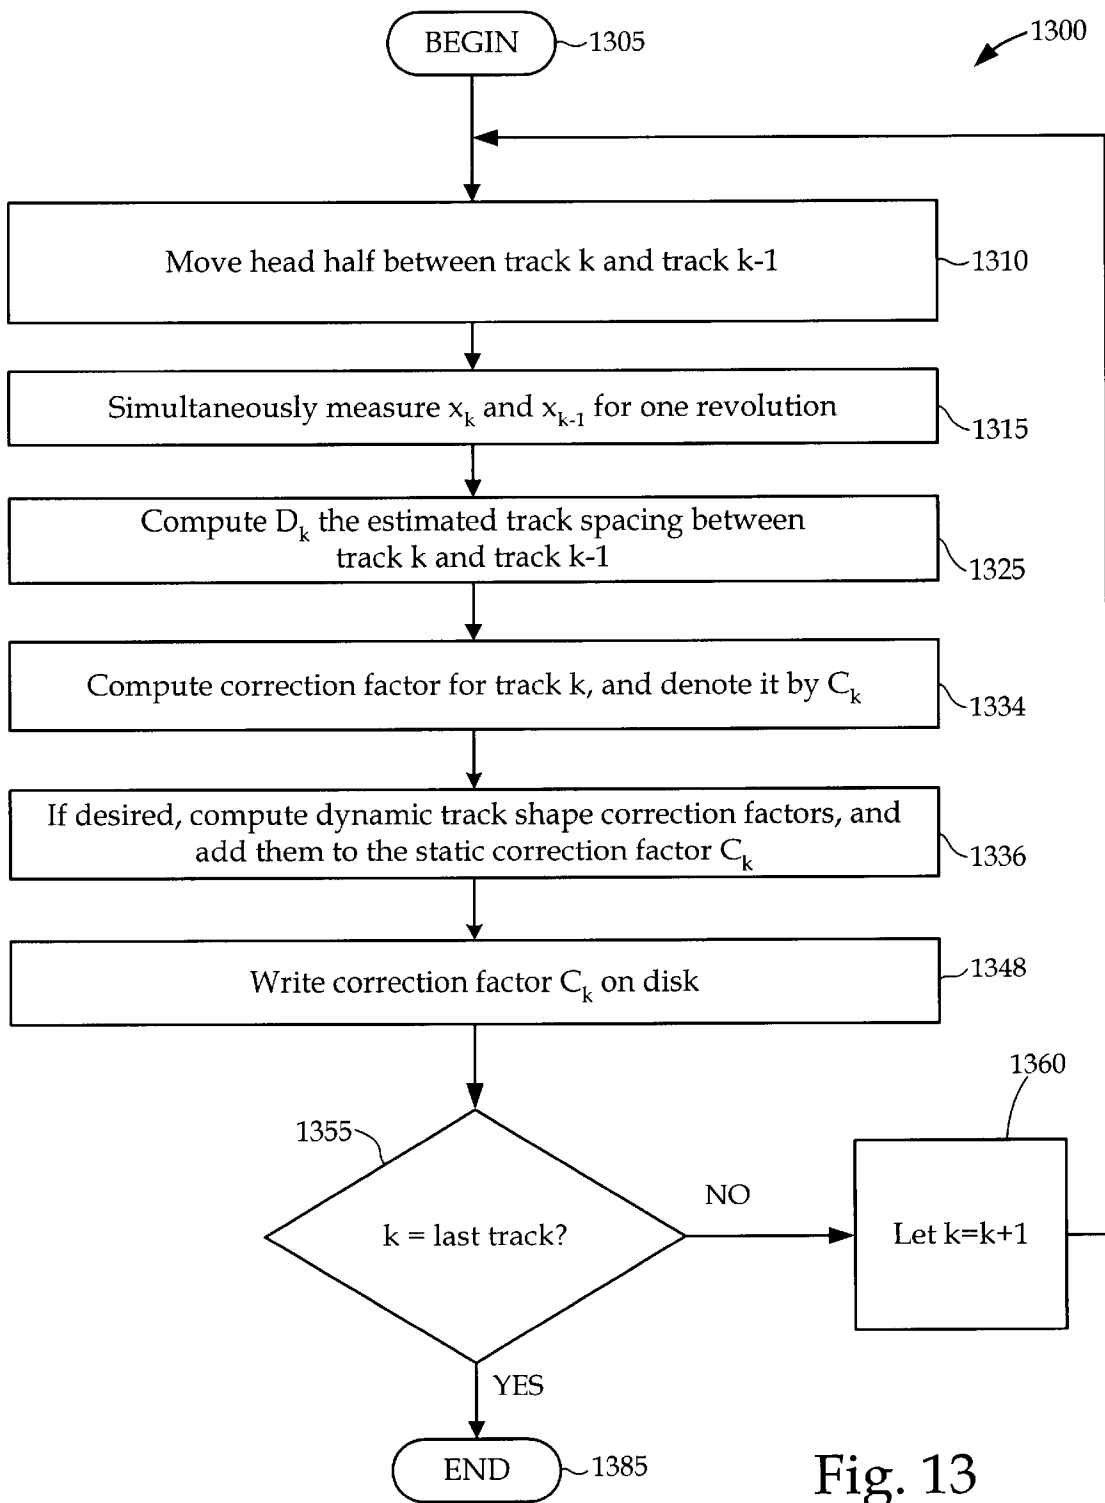 BEGIN
1305
1300
Move head half between track k and track k-1
1310
Simultaneously measure xₖ and xₖ₋₁ for one revolution
1315
Compute Dₖ the estimated track spacing between
track k and track k-1
1325
Compute correction factor for track k, and denote it by Cₖ
1334
If desired, compute dynamic track shape correction factors, and
add them to the static correction factor Cₖ
1336
Write correction factor Cₖ on disk
1348
1355
k = last track?
NO
1360
Let k=k+1
YES
END
1385
Fig. 13